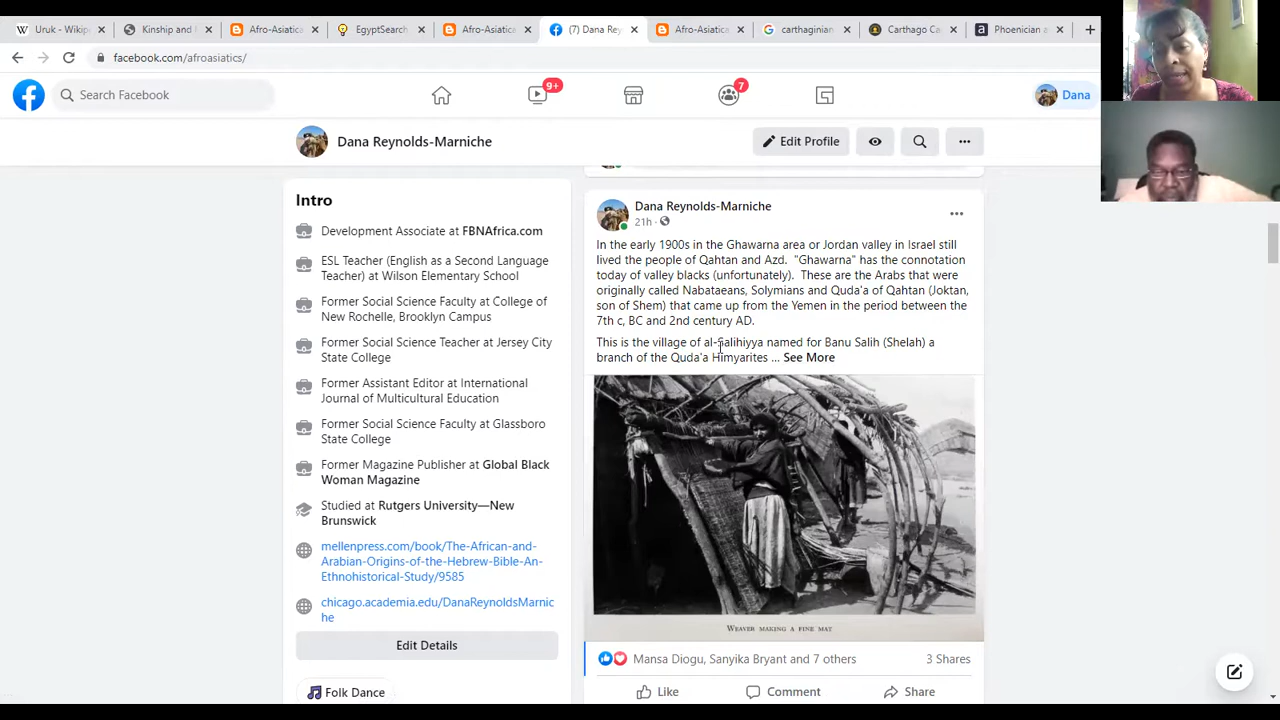 Uruk - Wikip
Kinship and
Afro-Asiatic
EgyptSearch
Afro-Asiatic
(7) Dana Rey
Afro-Asiatic
carthaginian
Carthago Ca
Phoenician a
facebook.com/afroasiatics/
Search Facebook
9+
7
Dana
Dana Reynolds-Marniche
Edit Profile
Intro
Development Associate at FBNAfrica.com
ESL Teacher (English as a Second Language
Teacher) at Wilson Elementary School
Former Social Science Faculty at College of
New Rochelle, Brooklyn Campus
Former Social Science Teacher at Jersey City
State College
Former Assistant Editor at International
Journal of Multicultural Education
Former Social Science Faculty at Glassboro
State College
Former Magazine Publisher at Global Black
Woman Magazine
Studied at Rutgers University—New
Brunswick
mellenpress.com/book/The-African-and-
Arabian-Origins-of-the-Hebrew-Bible-An-
Ethnohistorical-Study/9585
chicago.academia.edu/DanaReynoldsMarnic
he
Edit Details
Folk Dance
Dana Reynolds-Marniche
21h ·
In the early 1900s in the Ghawarna area or Jordan valley in Israel still
lived the people of Qahtan and Azd. "Ghawarna" has the connotation
today of valley blacks (unfortunately). These are the Arabs that were
originally called Nabataeans, Solymians and Quda'a of Qahtan (Joktan,
son of Shem) that came up from the Yemen in the period between the
7th c, BC and 2nd century AD.
This is the village of al-Salihiyya named for Banu Salih (Shelah) a
branch of the Quda'a Himyarites ... See More
WEAVER MAKING A FINE MAT
Mansa Diogu, Sanyika Bryant and 7 others
3 Shares
Like
Comment
Share